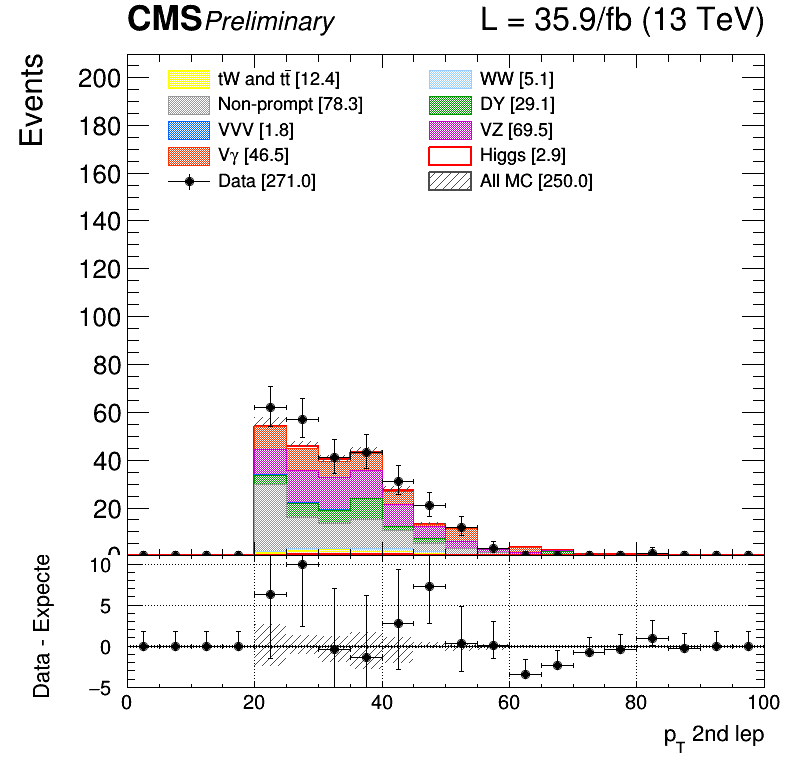 CMS Preliminary L = 35.9/fb (13 TeV)
Events
200
180
160
140
120
100
80
60
40
20
0
tW and tt̄ [12.4]
Non-prompt [78.3]
VVV [1.8]
Vγ [46.5]
Data [271.0]
WW [5.1]
DY [29.1]
VZ [69.5]
Higgs [2.9]
All MC [250.0]
Data - Expecte
10
5
0
−5
0 20 40 60 80 100
pT 2nd lep